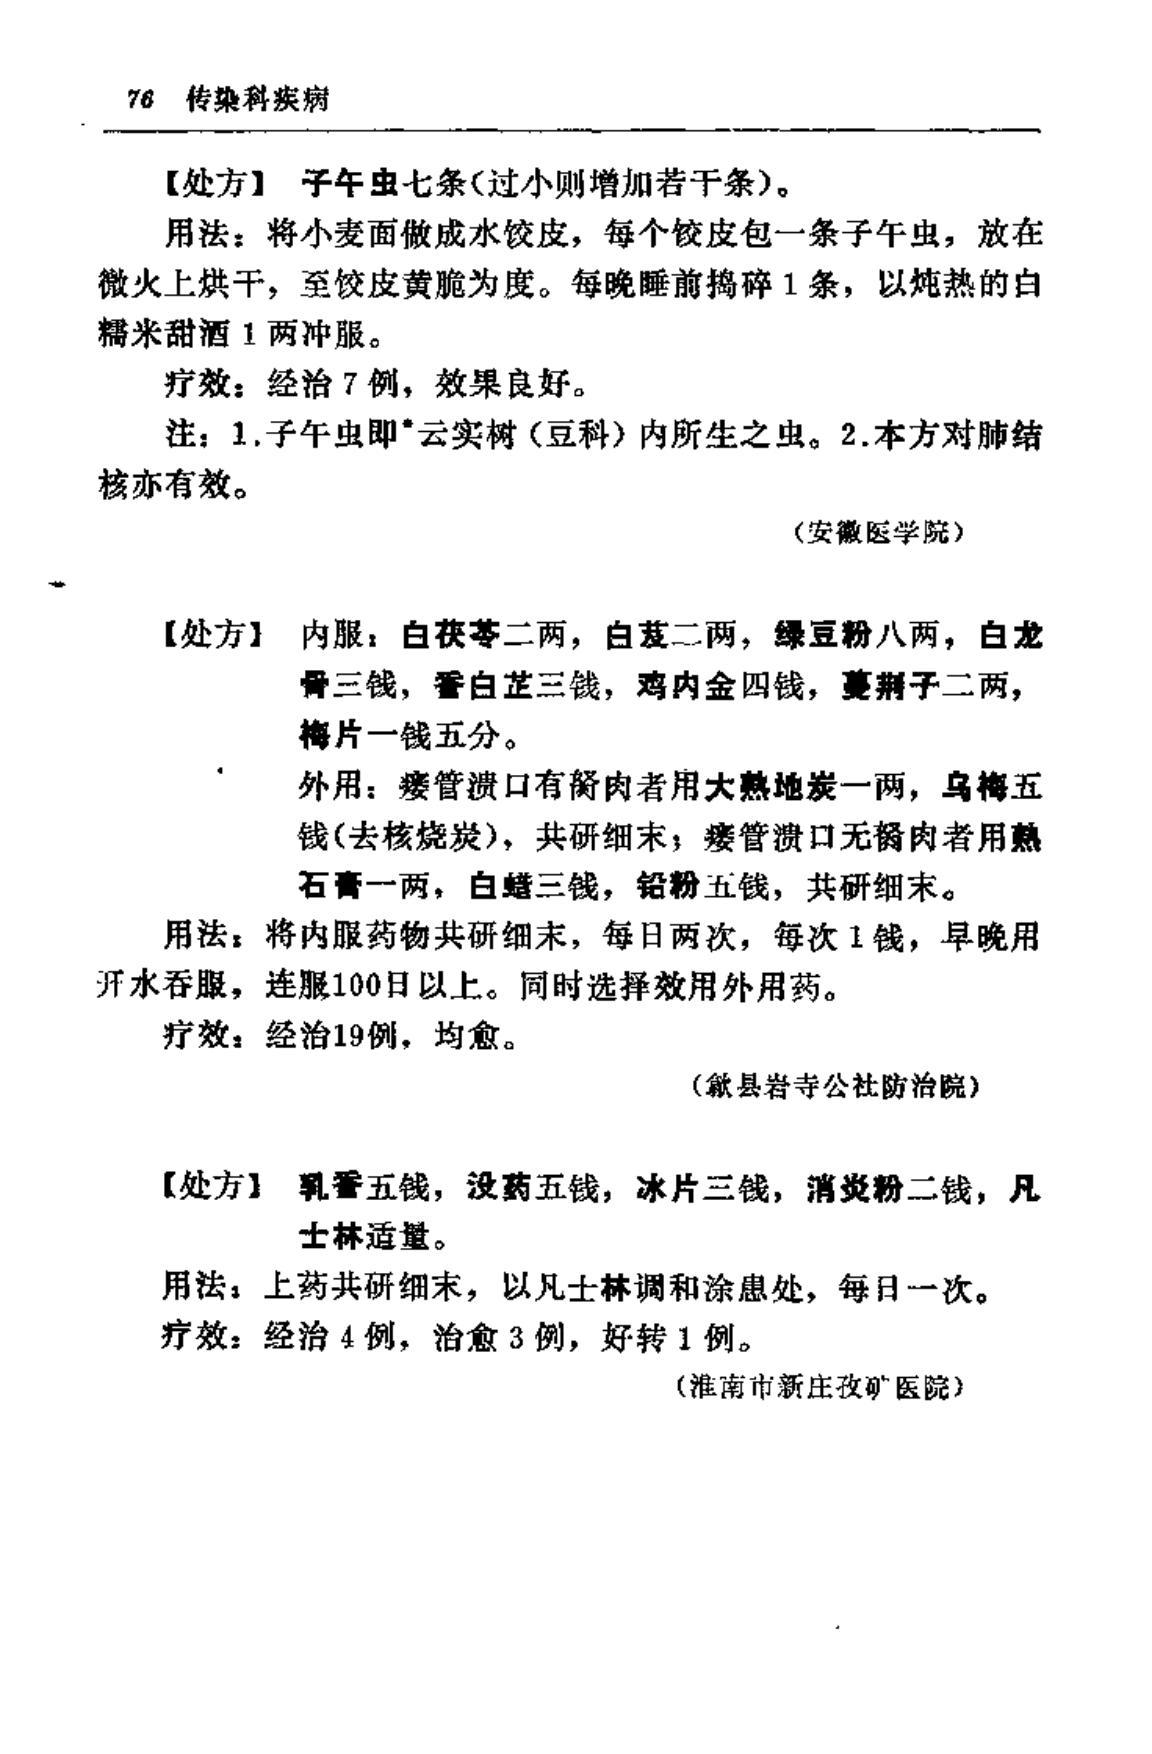 76 传染科疾病
【处方】 子午虫七条(过小则增加若干条)。
用法：将小麦面做成水饺皮，每个饺皮包一条子午虫，放在
微火上烘干，至饺皮黄脆为度。每晚睡前捣碎1条，以炖热的白
糯米甜酒1两冲服。
疗效：经治7例，效果良好。
注：1.子午虫即*云实树（豆科）内所生之虫。2.本方对肺结
核亦有效。
（安徽医学院）
【处方】 内服：白茯苓二两，白芨二两，绿豆粉八两，白龙
骨三钱，香白芷三钱，鸡内金四钱，蔓荆子二两，
梅片一钱五分。
外用：瘘管溃口有胬肉者用大熟地炭一两，乌梅五
钱(去核烧炭)，共研细末；瘘管溃口无胬肉者用熟
石膏一两，白蜡三钱，铅粉五钱，共研细末。
用法：将内服药物共研细末，每日两次，每次1钱，早晚用
开水吞服，连服100日以上。同时选择效用外用药。
疗效：经治19例，均愈。
（歙县岩寺公社防治院）
【处方】 乳香五钱，没药五钱，冰片三钱，消炎粉二钱，凡
士林适量。
用法：上药共研细末，以凡士林调和涂患处，每日一次。
疗效：经治4例，治愈3例，好转1例。
（淮南市新庄孜矿医院）